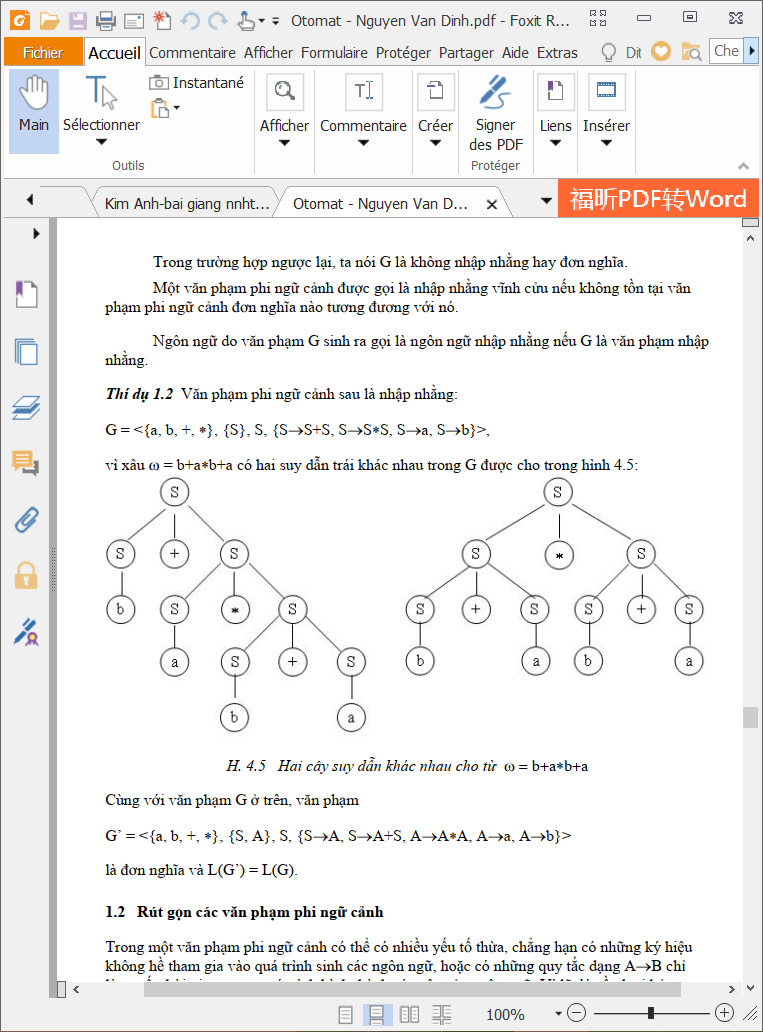 Otomat - Nguyen Van Dinh.pdf - Foxit R...
Fichier Accueil Commentaire Afficher Formulaire Protéger Partager Aide Extras Dit Che
Main Sélectionner Instantané Afficher Commentaire Créer Signer des PDF Liens Insérer
Outils Protéger
Kim Anh-bai giang nnht... Otomat - Nguyen Van D... 福昕PDF转Word
Trong trường hợp ngược lại, ta nói G là không nhập nhằng hay đơn nghĩa.
Một văn phạm phi ngữ cảnh được gọi là nhập nhằng vĩnh cửu nếu không tồn tại văn
phạm phi ngữ cảnh đơn nghĩa nào tương đương với nó.
Ngôn ngữ do văn phạm G sinh ra gọi là ngôn ngữ nhập nhằng nếu G là văn phạm nhập
nhằng.
Thí dụ 1.2 Văn phạm phi ngữ cảnh sau là nhập nhằng:
G = <{a, b, +, ∗}, {S}, S, {S→S+S, S→S∗S, S→a, S→b}>,
vì xâu ω = b+a∗b+a có hai suy dẫn trái khác nhau trong G được cho trong hình 4.5:
S S
S + S S * S
b S * S S + S S + S
a S + S b a b a
b a
H. 4.5 Hai cây suy dẫn khác nhau cho từ ω = b+a∗b+a
Cùng với văn phạm G ở trên, văn phạm
G’ = <{a, b, +, ∗}, {S, A}, S, {S→A, S→A+S, A→A∗A, A→a, A→b}>
là đơn nghĩa và L(G’) = L(G).
1.2 Rút gọn các văn phạm phi ngữ cảnh
Trong một văn phạm phi ngữ cảnh có thể có nhiều yếu tố thừa, chẳng hạn có những ký hiệu
không hề tham gia vào quá trình sinh các ngôn ngữ, hoặc có những quy tắc dạng A→B chỉ
100%